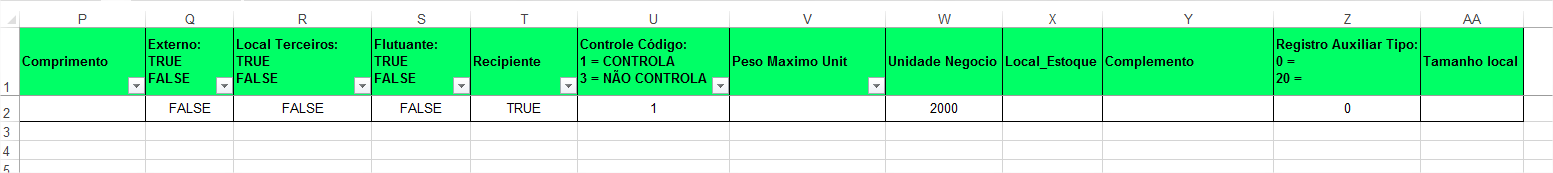 P Q R S T U V W X Y Z AA
1
Comprimento
Externo:
TRUE
FALSE
Local Terceiros:
TRUE
FALSE
Flutuante:
TRUE
FALSE
Recipiente
Controle Código:
1 = CONTROLA
3 = NÃO CONTROLA
Peso Maximo Unit
Unidade Negocio
Local_Estoque
Complemento
Registro Auxiliar Tipo:
0 =
20 =
Tamanho local
2 FALSE FALSE FALSE TRUE 1 2000 0
3
4
5